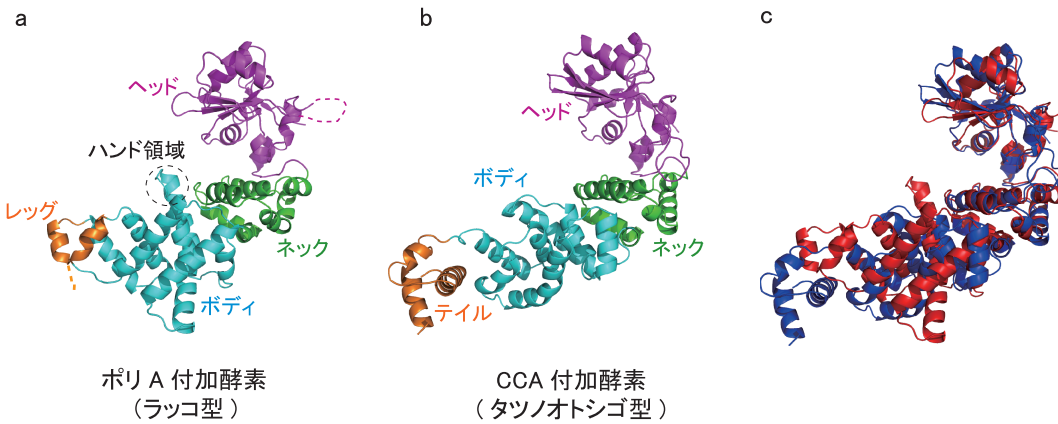 a
ヘッド
ハンド領域
レッグ
ネック
ボディ
ポリ A 付加酵素
（ラッコ型 ）
b
ヘッド
ボディ
ネック
テイル
CCA 付加酵素
（ タツノオトシゴ型 ）
c